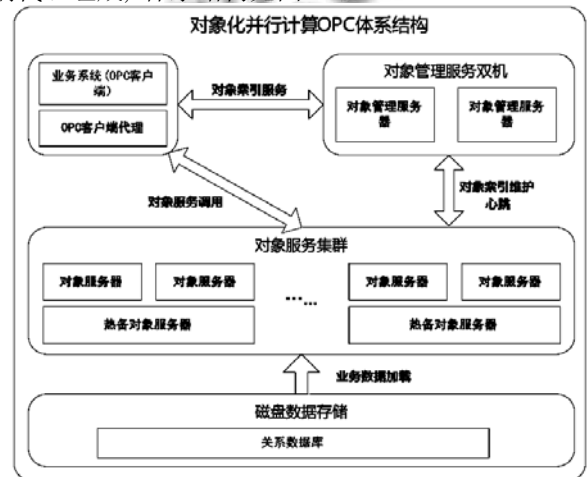 对象化并行计算OPC体系结构
业务系统(OPC客户
端)
OPC客户端代理
对象索引服务
对象管理服务双机
对象管理服务
器
对象管理服务
器
对象服务调用
对象索引维护
心跳
对象服务集群
对象服务器
对象服务器
热备对象服务器
……
对象服务器
对象服务器
热备对象服务器
业务数据加载
磁盘数据存储
关系数据库